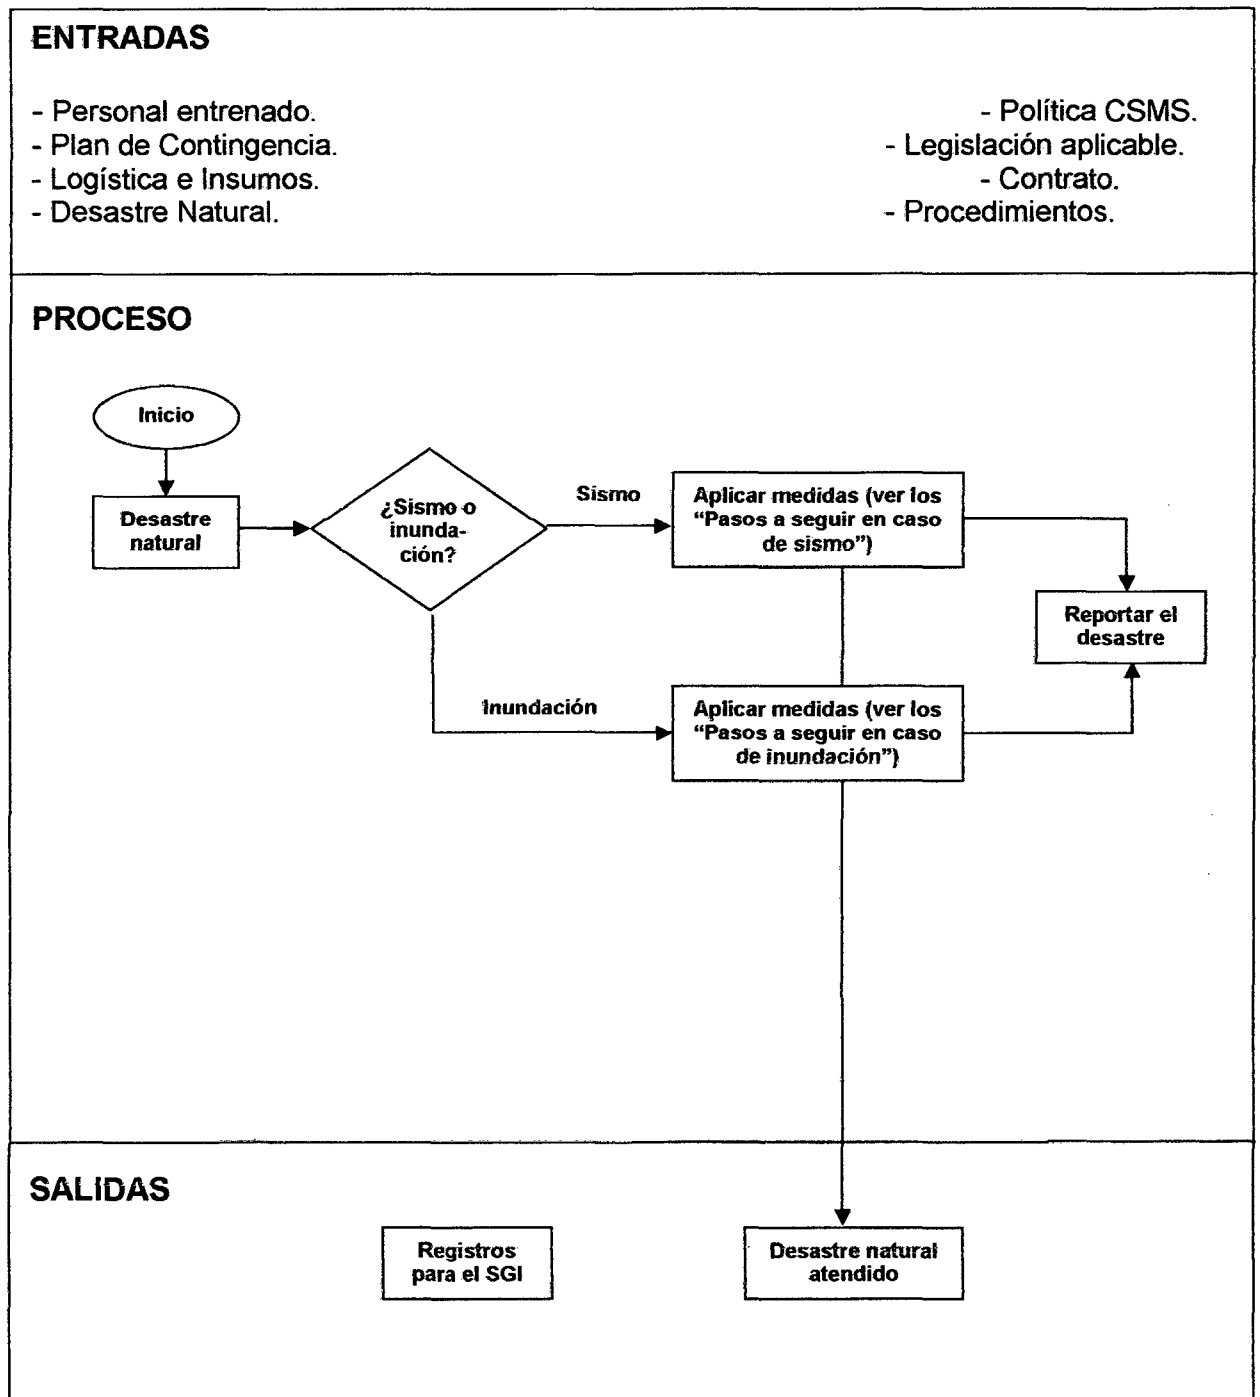 ENTRADAS
- Personal entrenado.
- Plan de Contingencia.
- Logística e Insumos.
- Desastre Natural.
- Política CSMS.
- Legislación aplicable.
- Contrato.
- Procedimientos.
PROCESO
Inicio
Desastre
natural
¿Sismo o
inunda-
ción?
Sismo
Aplicar medidas (ver los
“Pasos a seguir en caso
de sismo”)
Reportar el
desastre
Inundación
Aplicar medidas (ver los
“Pasos a seguir en caso
de inundación”)
SALIDAS
Registros
para el SGI
Desastre natural
atendido